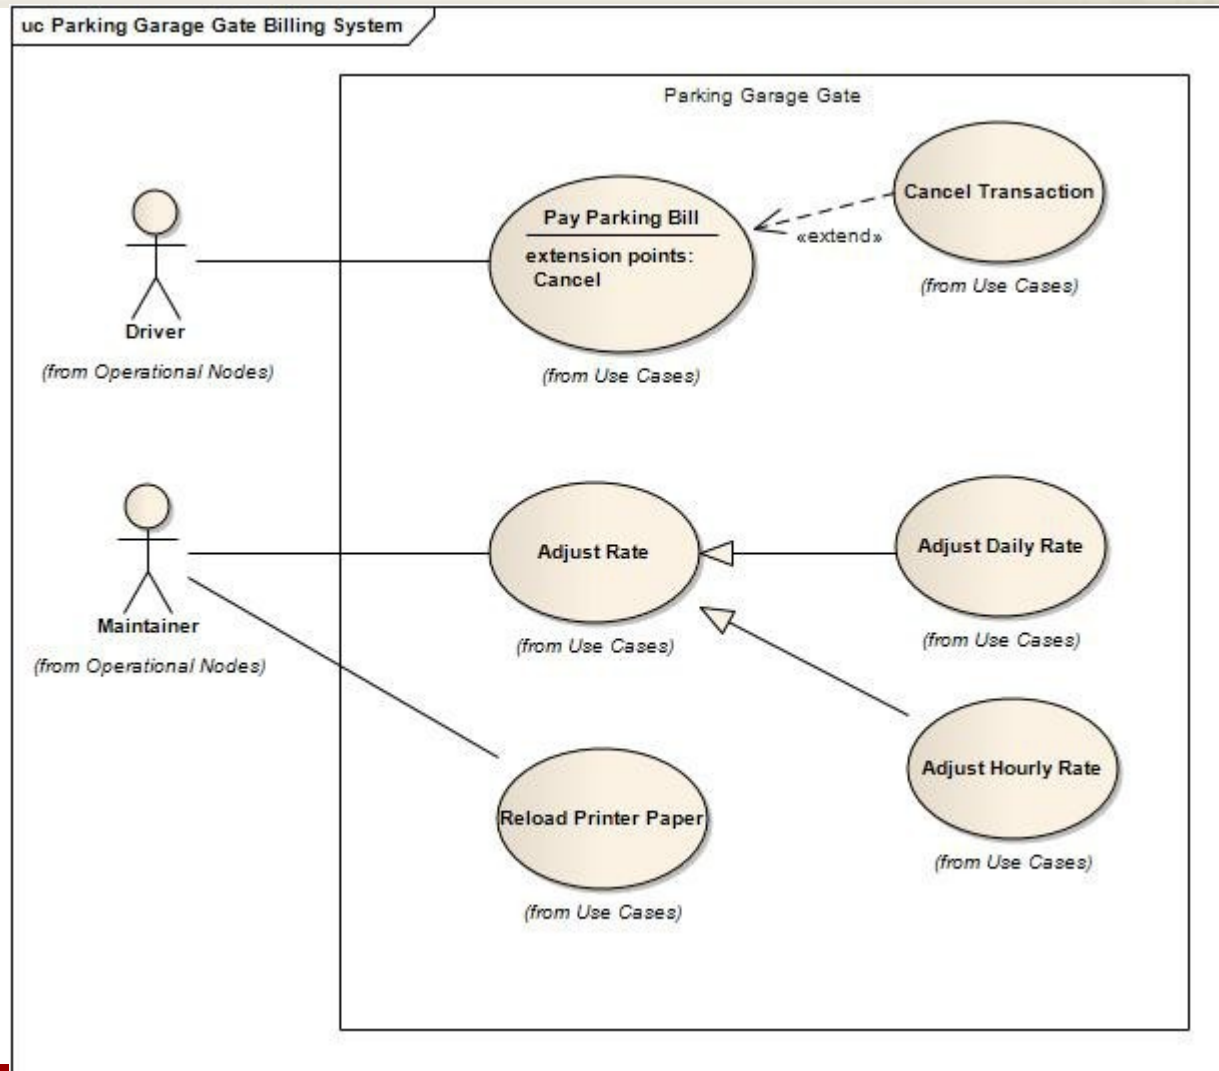 uc Parking Garage Gate Billing System
Parking Garage Gate
Cancel Transaction
Pay Parking Bill
«extend»
extension points:
Cancel
(from Use Cases)
Driver
(from Operational Nodes)
(from Use Cases)
Adjust Rate
Adjust Daily Rate
Maintainer
(from Use Cases)
(from Use Cases)
(from Operational Nodes)
Adjust Hourly Rate
Reload Printer Paper
(from Use Cases)
(from Use Cases)